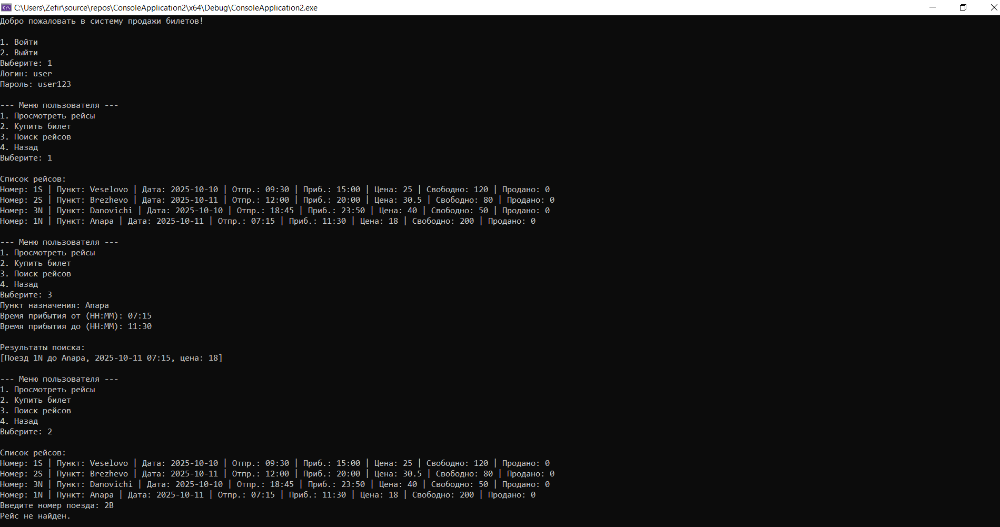 C:\Users\Zefir\source\repos\ConsoleApplication2\x64\Debug\ConsoleApplication2.exe
Добро пожаловать в систему продажи билетов!
1. Войти
2. Выйти
Выберите: 1
Логин: user
Пароль: user123
--- Меню пользователя ---
1. Просмотреть рейсы
2. Купить билет
3. Поиск рейсов
4. Назад
Выберите: 1
Список рейсов:
Номер: 1S | Пункт: Veselovo | Дата: 2025-10-10 | Отпр.: 09:30 | Приб.: 15:00 | Цена: 25 | Свободно: 120 | Продано: 0
Номер: 2S | Пункт: Brezhevo | Дата: 2025-10-11 | Отпр.: 12:00 | Приб.: 20:00 | Цена: 30.5 | Свободно: 80 | Продано: 0
Номер: 3N | Пункт: Danovichi | Дата: 2025-10-10 | Отпр.: 18:45 | Приб.: 23:50 | Цена: 40 | Свободно: 50 | Продано: 0
Номер: 1N | Пункт: Anapa | Дата: 2025-10-11 | Отпр.: 07:15 | Приб.: 11:30 | Цена: 18 | Свободно: 200 | Продано: 0
--- Меню пользователя ---
1. Просмотреть рейсы
2. Купить билет
3. Поиск рейсов
4. Назад
Выберите: 3
Пункт назначения: Anapa
Время прибытия от (HH:MM): 07:15
Время прибытия до (HH:MM): 11:30
Результаты поиска:
[Поезд 1N до Anapa, 2025-10-11 07:15, цена: 18]
--- Меню пользователя ---
1. Просмотреть рейсы
2. Купить билет
3. Поиск рейсов
4. Назад
Выберите: 2
Список рейсов:
Номер: 1S | Пункт: Veselovo | Дата: 2025-10-10 | Отпр.: 09:30 | Приб.: 15:00 | Цена: 25 | Свободно: 120 | Продано: 0
Номер: 2S | Пункт: Brezhevo | Дата: 2025-10-11 | Отпр.: 12:00 | Приб.: 20:00 | Цена: 30.5 | Свободно: 80 | Продано: 0
Номер: 3N | Пункт: Danovichi | Дата: 2025-10-10 | Отпр.: 18:45 | Приб.: 23:50 | Цена: 40 | Свободно: 50 | Продано: 0
Номер: 1N | Пункт: Anapa | Дата: 2025-10-11 | Отпр.: 07:15 | Приб.: 11:30 | Цена: 18 | Свободно: 200 | Продано: 0
Введите номер поезда: 2B
Рейс не найден.